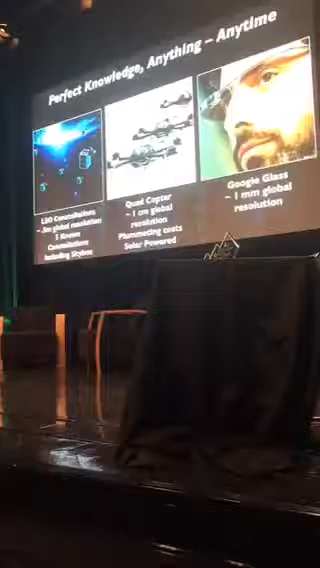 Perfect Knowledge, Anything – Anytime
LEO Constellations
~ .5m global resolution
5 Known
Constellations
including Skybox
Quad Copter
~ 1 cm global
resolution
Plummeting costs
Solar Powered
Google Glass
~ 1 mm global
resolution